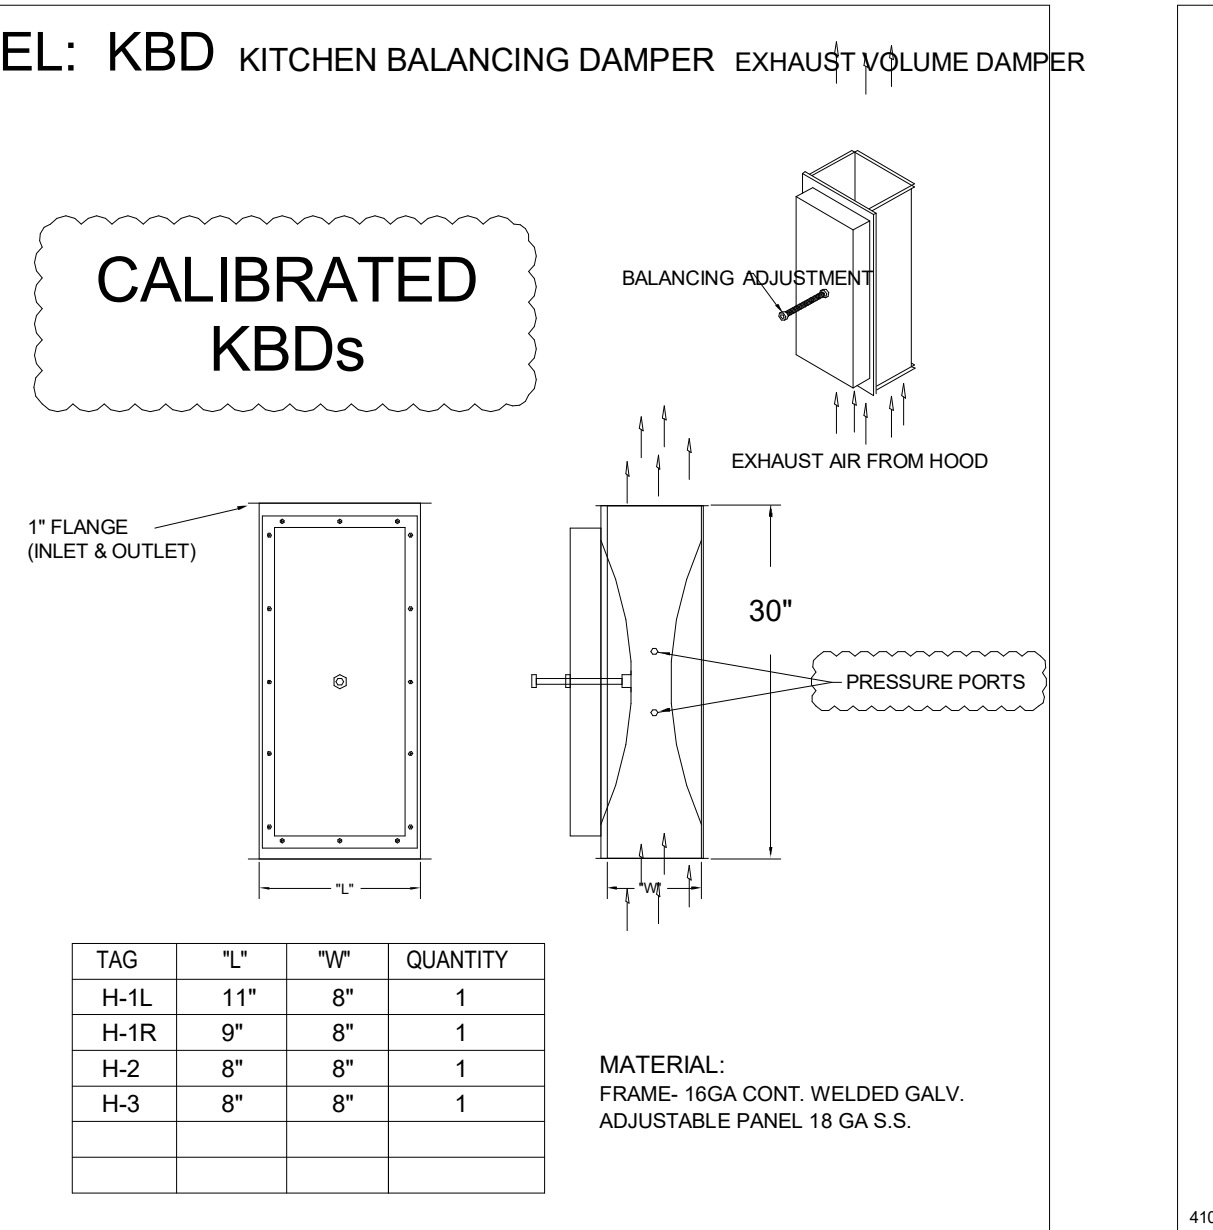 EL: KBD KITCHEN BALANCING DAMPER EXHAUST VOLUME DAMPER
CALIBRATED
KBDs
BALANCING ADJUSTMENT
EXHAUST AIR FROM HOOD
1" FLANGE
(INLET & OUTLET)
30"
PRESSURE PORTS
"L"
"W"
TAG "L" "W" QUANTITY
H-1L 11" 8" 1
H-1R 9" 8" 1
H-2 8" 8" 1
H-3 8" 8" 1
MATERIAL:
FRAME- 16GA CONT. WELDED GALV.
ADJUSTABLE PANEL 18 GA S.S.
410